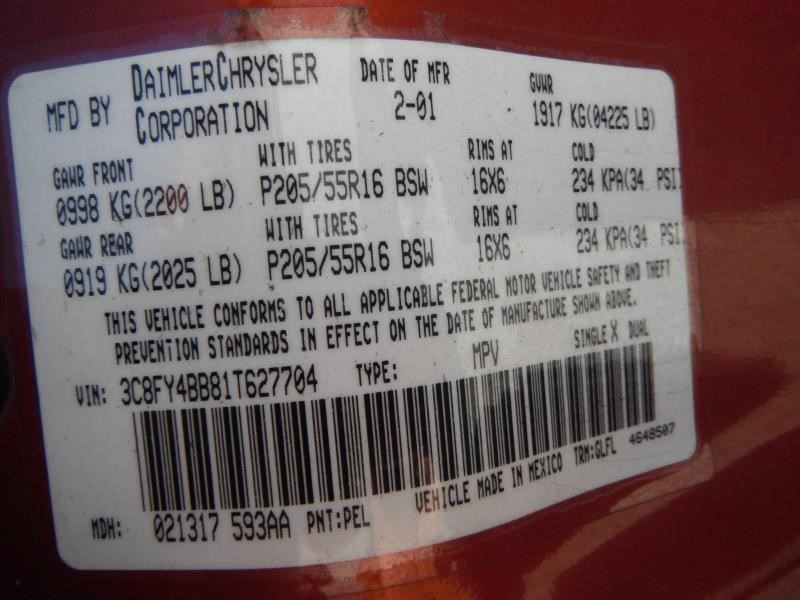 MFD BY DAIMLERCHRYSLER CORPORATION DATE OF MFR 2-01 GVWR 1917 KG(04225 LB)
GAWR FRONT WITH TIRES RIMS AT COLD
0998 KG(2200 LB) P205/55R16 BSW 16X6 234 KPA(34 PSI)
GAWR REAR WITH TIRES RIMS AT COLD
0919 KG(2025 LB) P205/55R16 BSW 16X6 234 KPA(34 PSI)
THIS VEHICLE CONFORMS TO ALL APPLICABLE FEDERAL MOTOR VEHICLE SAFETY AND THEFT
PREVENTION STANDARDS IN EFFECT ON THE DATE OF MANUFACTURE SHOWN ABOVE.
VIN: 3C8FY4BB81T627704 TYPE: MPV SINGLE X DUAL
MDH: 021317 593AA PNT:PEL VEHICLE MADE IN MEXICO TRM:GLFL 4648507